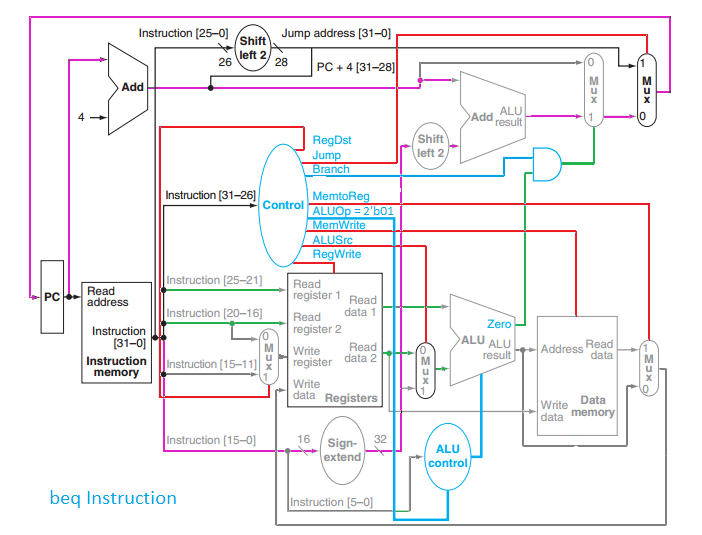 Instruction [25–0]
Shift
left 2
Jump address [31–0]
26
28
PC + 4 [31–28]
Add
4
0
M
u
x
1
1
M
u
x
0
Add
ALU
result
Shift
left 2
RegDst
Jump
Branch
MemtoReg
ALUOp = 2'b01
MemWrite
ALUSrc
RegWrite
Control
Instruction [31–26]
PC
Read
address
Instruction
[31–0]
Instruction
memory
Instruction [25–21]
Instruction [20–16]
Instruction [15–11]
0
M
u
x
1
Read
register 1
Read
register 2
Write
register
Write
data
Read
data 1
Read
data 2
Registers
0
M
u
x
1
Zero
ALU
ALU
result
Address
Read
data
Write
data
Data
memory
1
M
u
x
0
Instruction [15–0]
16
Sign-
extend
32
ALU
control
Instruction [5–0]
beq Instruction